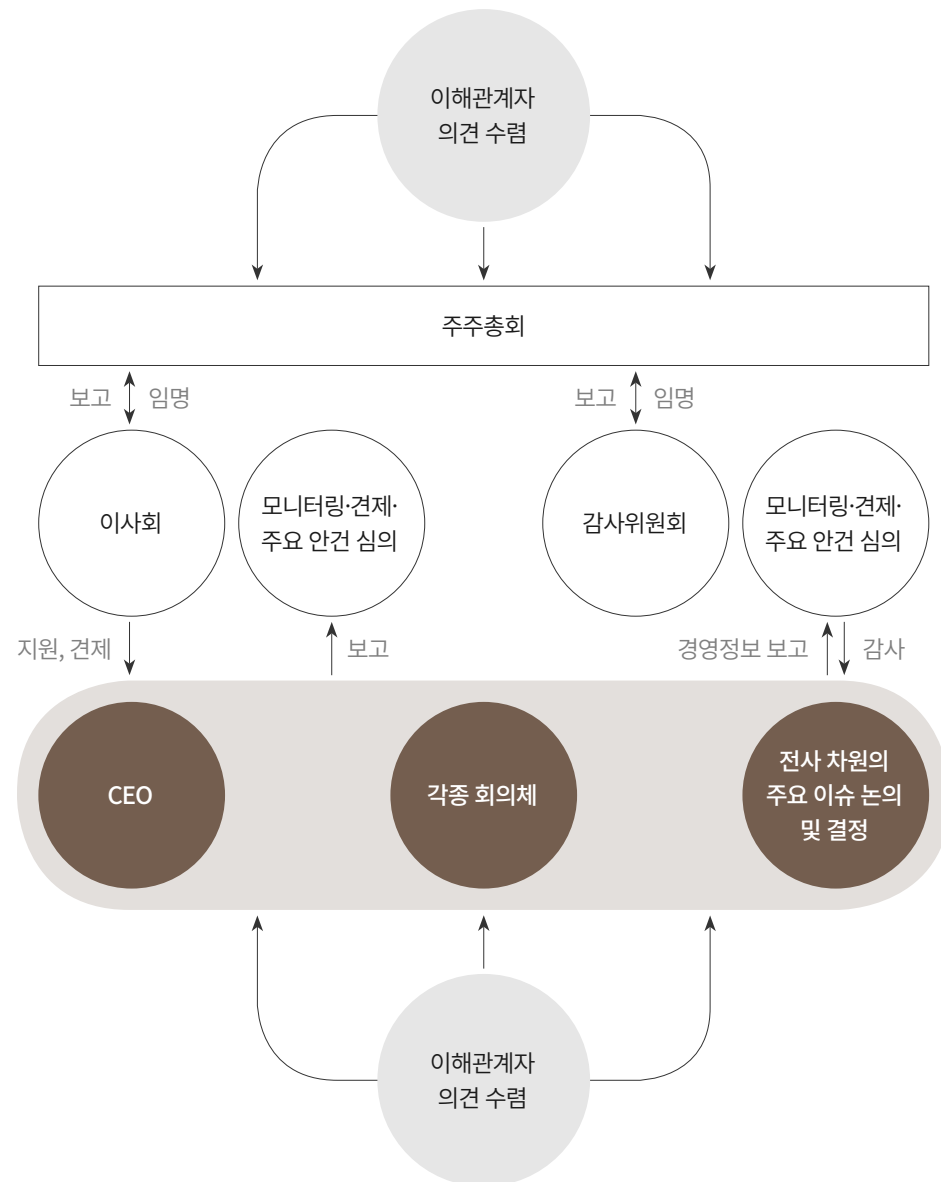 이해관계자
의견 수렴
주주총회
보고 임명
보고 임명
이사회
모니터링·견제·
주요 안건 심의
감사위원회
모니터링·견제·
주요 안건 심의
지원, 견제
보고
경영정보 보고
감사
CEO
각종 회의체
전사 차원의
주요 이슈 논의
및 결정
이해관계자
의견 수렴